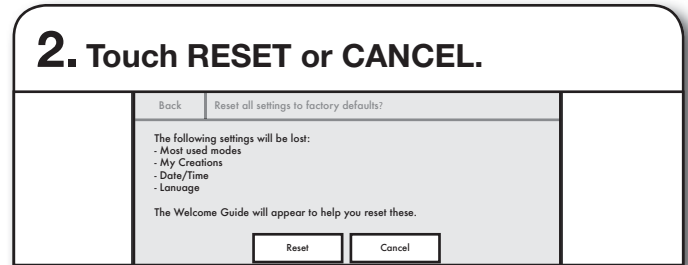 2. Touch RESET or CANCEL.
Back Reset all settings to factory defaults?
The following settings will be lost:
- Most used modes
- My Creations
- Date/Time
- Lanuage
The Welcome Guide will appear to help you reset these.
Reset Cancel